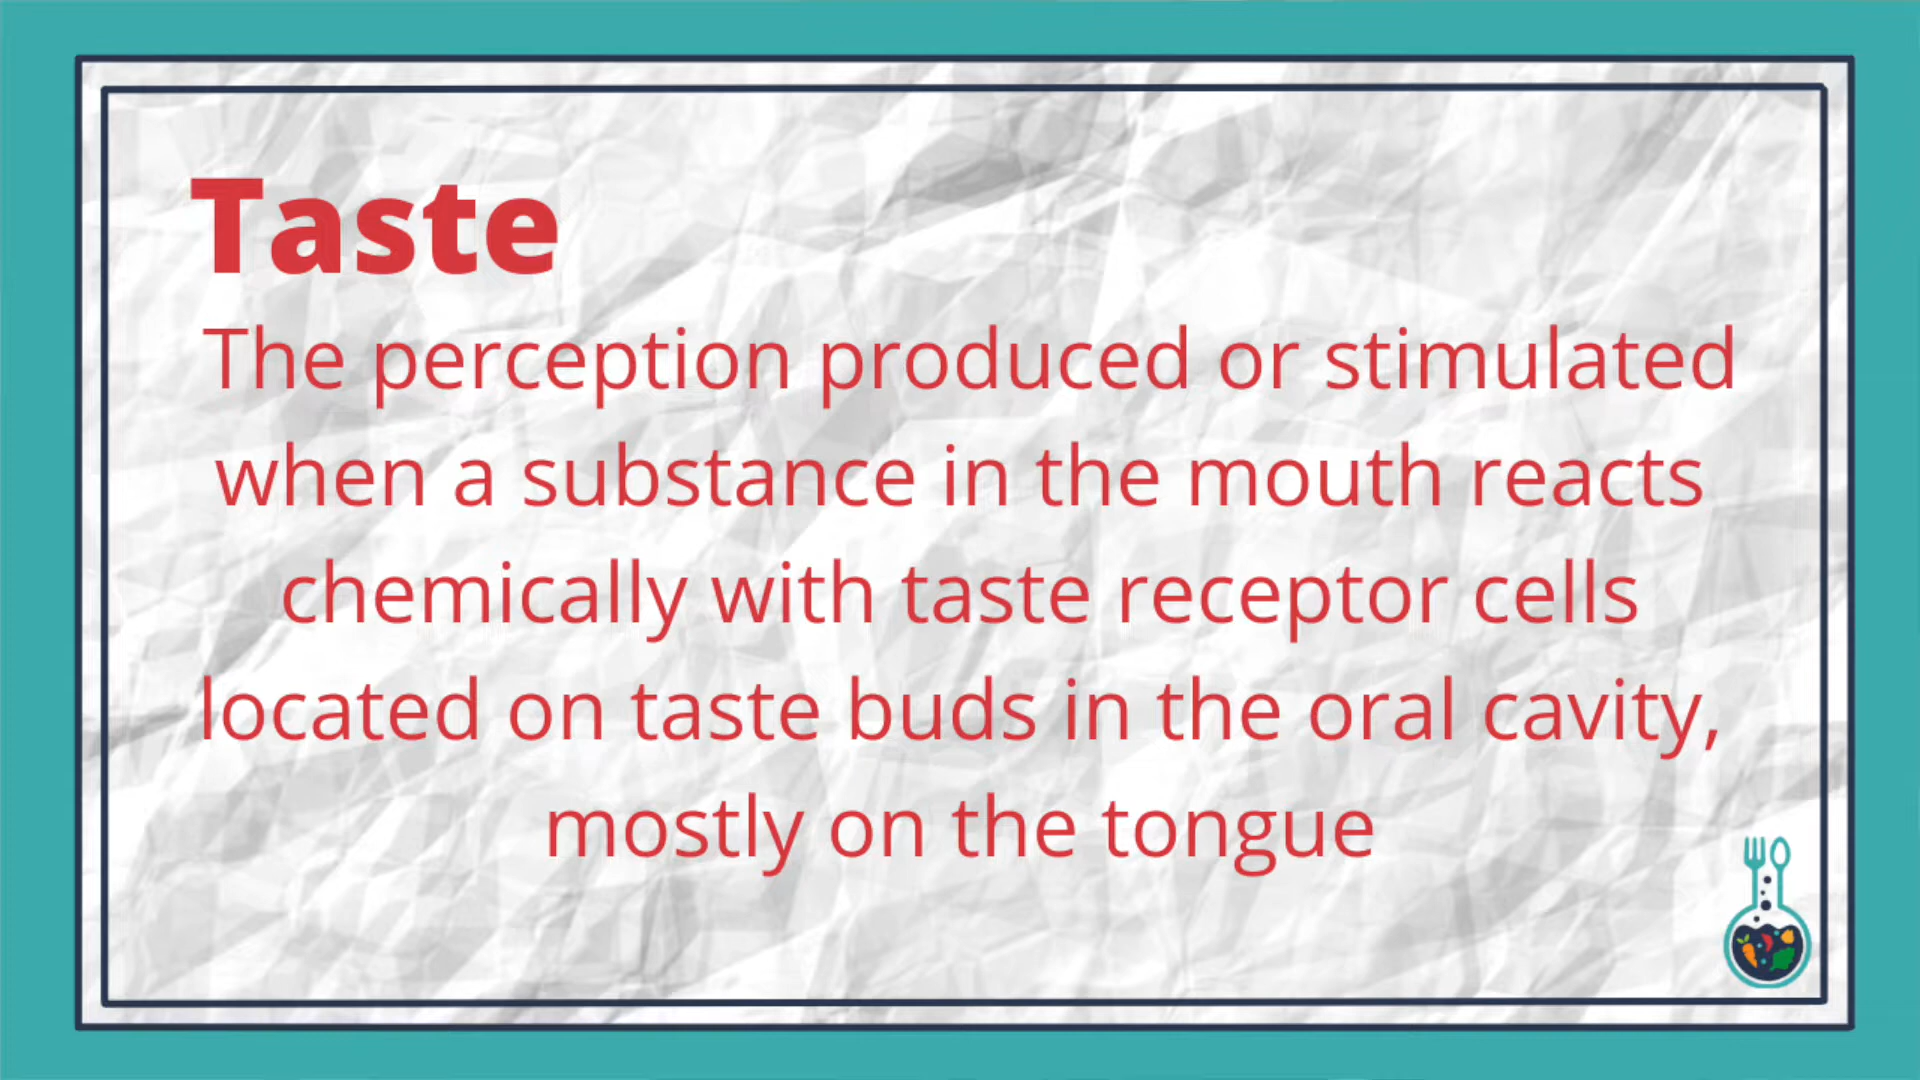 Taste
The perception produced or stimulated
when a substance in the mouth reacts
chemically with taste receptor cells
located on taste buds in the oral cavity,
mostly on the tongue